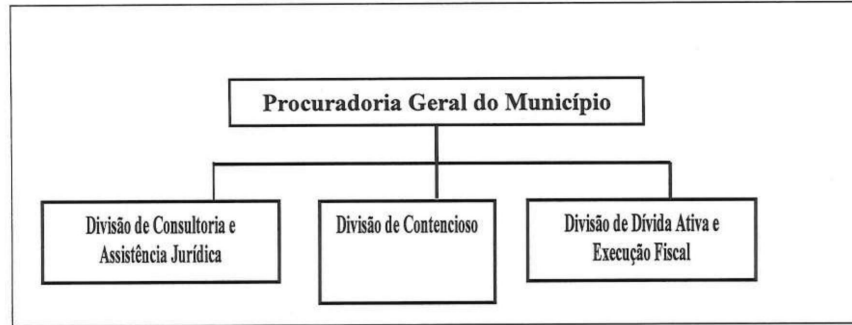 Procuradoria Geral do Município
Divisão de Consultoria e
Assistência Jurídica
Divisão de Contencioso
Divisão de Dívida Ativa e
Execução Fiscal